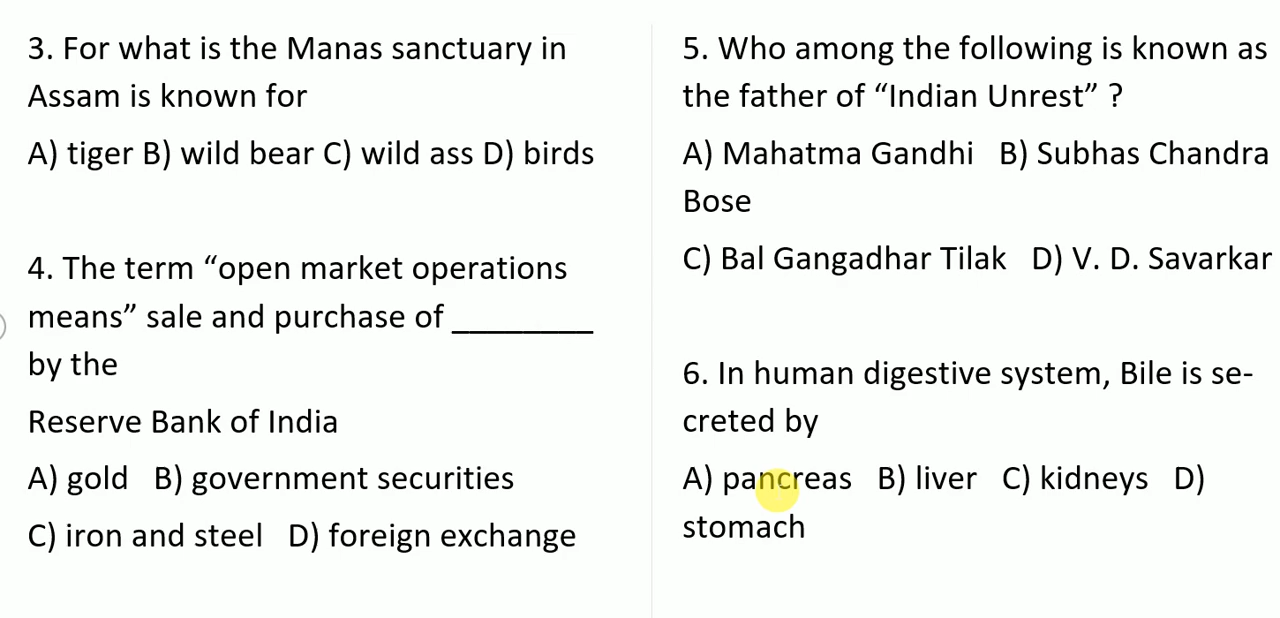 3. For what is the Manas sanctuary in
Assam is known for
A) tiger B) wild bear C) wild ass D) birds
4. The term “open market operations
means” sale and purchase of ________
by the
Reserve Bank of India
A) gold B) government securities
C) iron and steel D) foreign exchange
5. Who among the following is known as
the father of “Indian Unrest” ?
A) Mahatma Gandhi B) Subhas Chandra
Bose
C) Bal Gangadhar Tilak D) V. D. Savarkar
6. In human digestive system, Bile is se-
creted by
A) pancreas B) liver C) kidneys D)
stomach